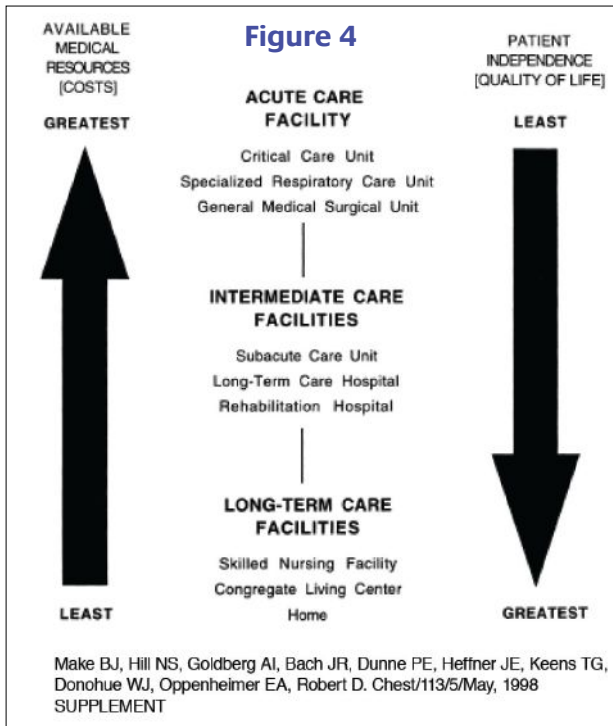 Figure 4
AVAILABLE
MEDICAL
RESOURCES
[COSTS]
GREATEST
LEAST
ACUTE CARE
FACILITY
Critical Care Unit
Specialized Respiratory Care Unit
General Medical Surgical Unit
INTERMEDIATE CARE
FACILITIES
Subacute Care Unit
Long-Term Care Hospital
Rehabilitation Hospital
LONG-TERM CARE
FACILITIES
Skilled Nursing Facility
Congregate Living Center
Home
PATIENT
INDEPENDENCE
[QUALITY OF LIFE]
LEAST
GREATEST
Make BJ, Hill NS, Goldberg AI, Bach JR, Dunne PE, Heffner JE, Keens TG,
Donohue WJ, Oppenheimer EA, Robert D. Chest/113/5/May, 1998
SUPPLEMENT